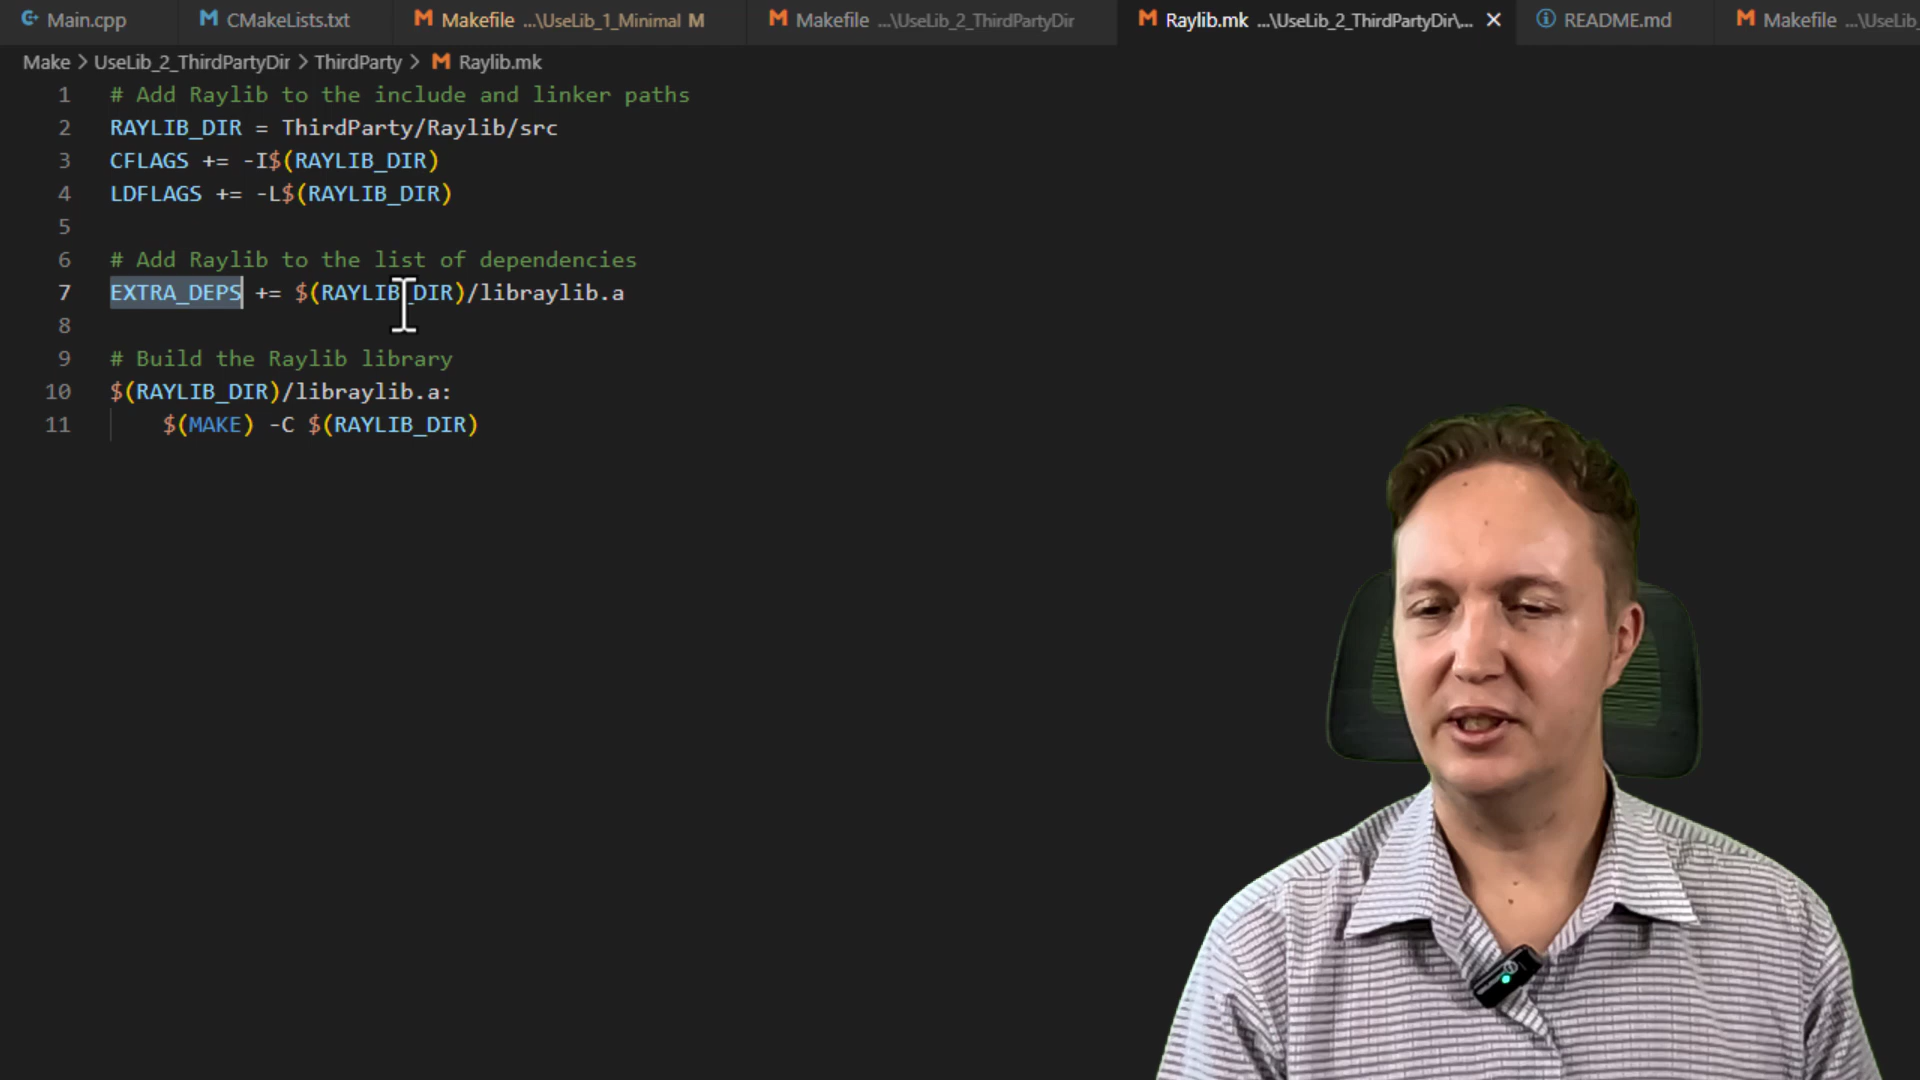 Main.cpp
CMakeLists.txt
Makefile ...\UseLib_1_Minimal M
Makefile ...\UseLib_2_ThirdPartyDir
Raylib.mk ...\UseLib_2_ThirdPartyDir\...
README.md
Makefile ...\UseLib_
Make > UseLib_2_ThirdPartyDir > ThirdParty > Raylib.mk
1 # Add Raylib to the include and linker paths
2 RAYLIB_DIR = ThirdParty/Raylib/src
3 CFLAGS += -I$(RAYLIB_DIR)
4 LDFLAGS += -L$(RAYLIB_DIR)
5
6 # Add Raylib to the list of dependencies
7 EXTRA_DEPS += $(RAYLIB_DIR)/libraylib.a
8
9 # Build the Raylib library
10 $(RAYLIB_DIR)/libraylib.a:
11 $(MAKE) -C $(RAYLIB_DIR)